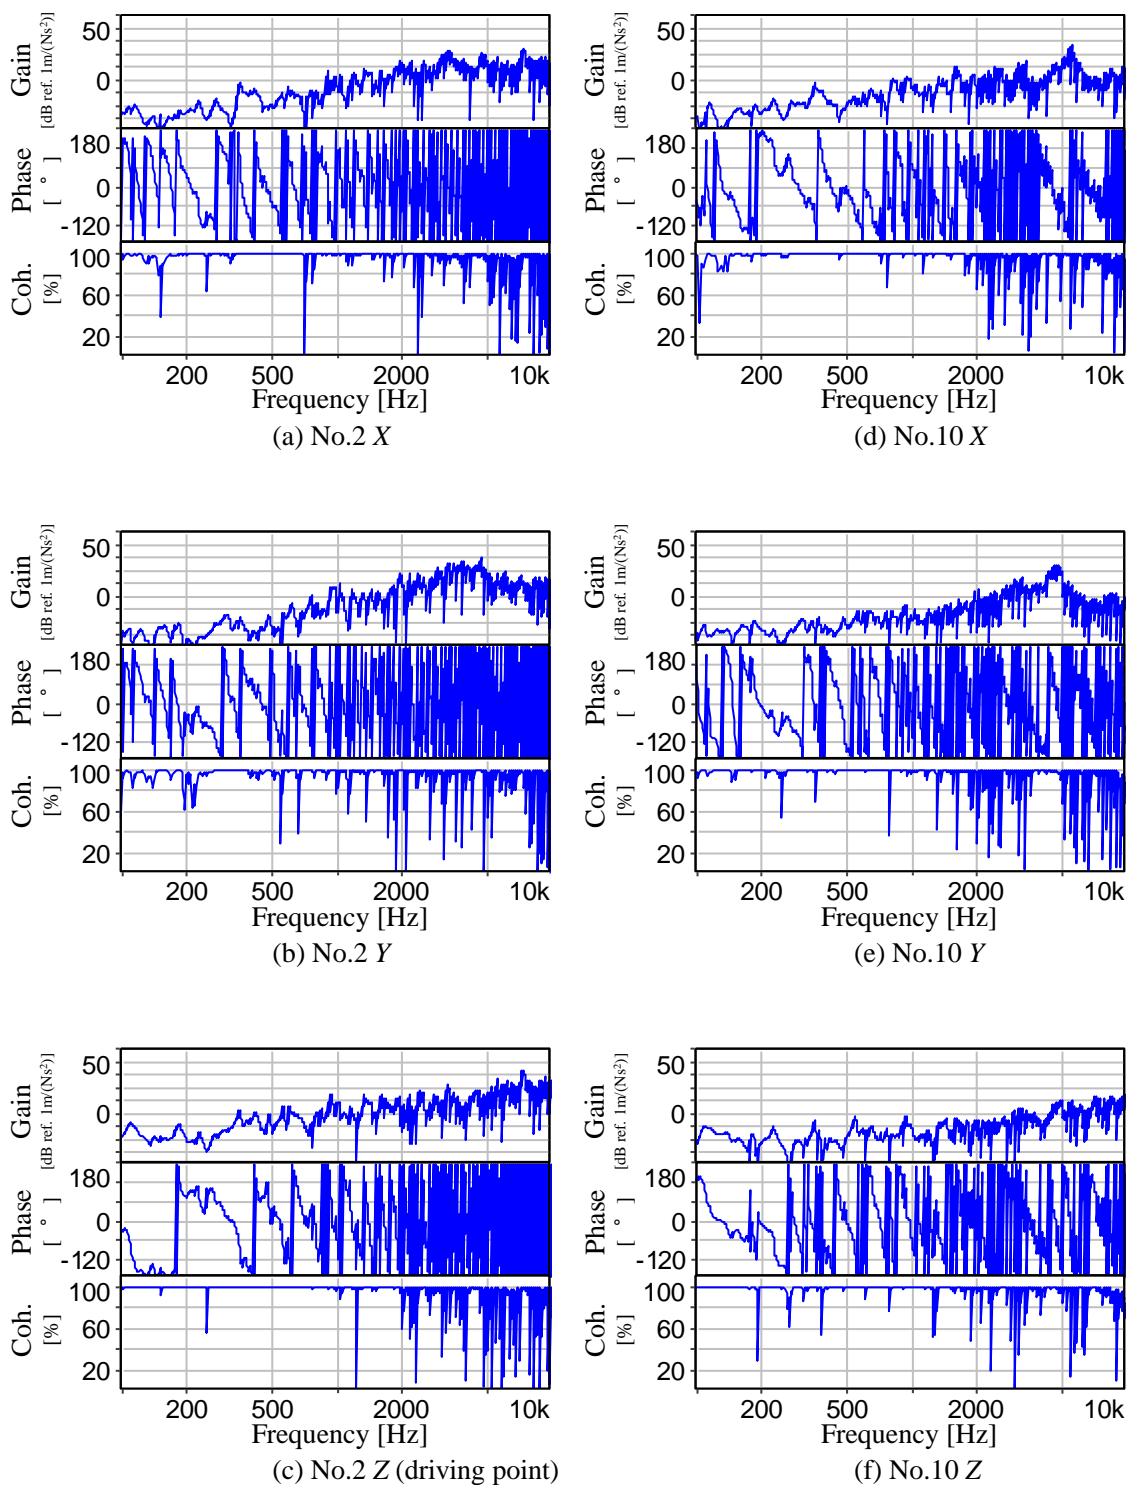 Gain
[dB ref. 1m/(Ns²)]
50
0
Phase
[ ° ]
180
0
-120
Coh.
[%]
100
60
20
200 500 2000 10k
Frequency [Hz]
(a) No.2 X
Gain
[dB ref. 1m/(Ns²)]
50
0
Phase
[ ° ]
180
0
-120
Coh.
[%]
100
60
20
200 500 2000 10k
Frequency [Hz]
(d) No.10 X
Gain
[dB ref. 1m/(Ns²)]
50
0
Phase
[ ° ]
180
0
-120
Coh.
[%]
100
60
20
200 500 2000 10k
Frequency [Hz]
(b) No.2 Y
Gain
[dB ref. 1m/(Ns²)]
50
0
Phase
[ ° ]
180
0
-120
Coh.
[%]
100
60
20
200 500 2000 10k
Frequency [Hz]
(e) No.10 Y
Gain
[dB ref. 1m/(Ns²)]
50
0
Phase
[ ° ]
180
0
-120
Coh.
[%]
100
60
20
200 500 2000 10k
Frequency [Hz]
(c) No.2 Z (driving point)
Gain
[dB ref. 1m/(Ns²)]
50
0
Phase
[ ° ]
180
0
-120
Coh.
[%]
100
60
20
200 500 2000 10k
Frequency [Hz]
(f) No.10 Z